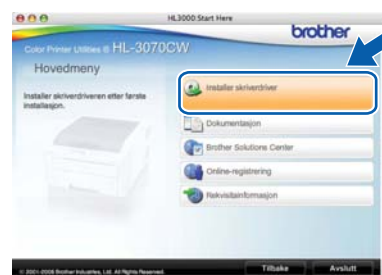 HL3000:Start Here
brother
Color Printer Utilities HL-3070CW
Hovedmeny
Installer skriverdriveren etter første
installasjon.
Installer skriverdriver
Dokumentasjon
Brother Solutions Center
Online-registrering
Rekvisitainformasjon
© 2001-2008 Brother Industries, Ltd. All Rights Reserved.
Tilbake
Avslutt